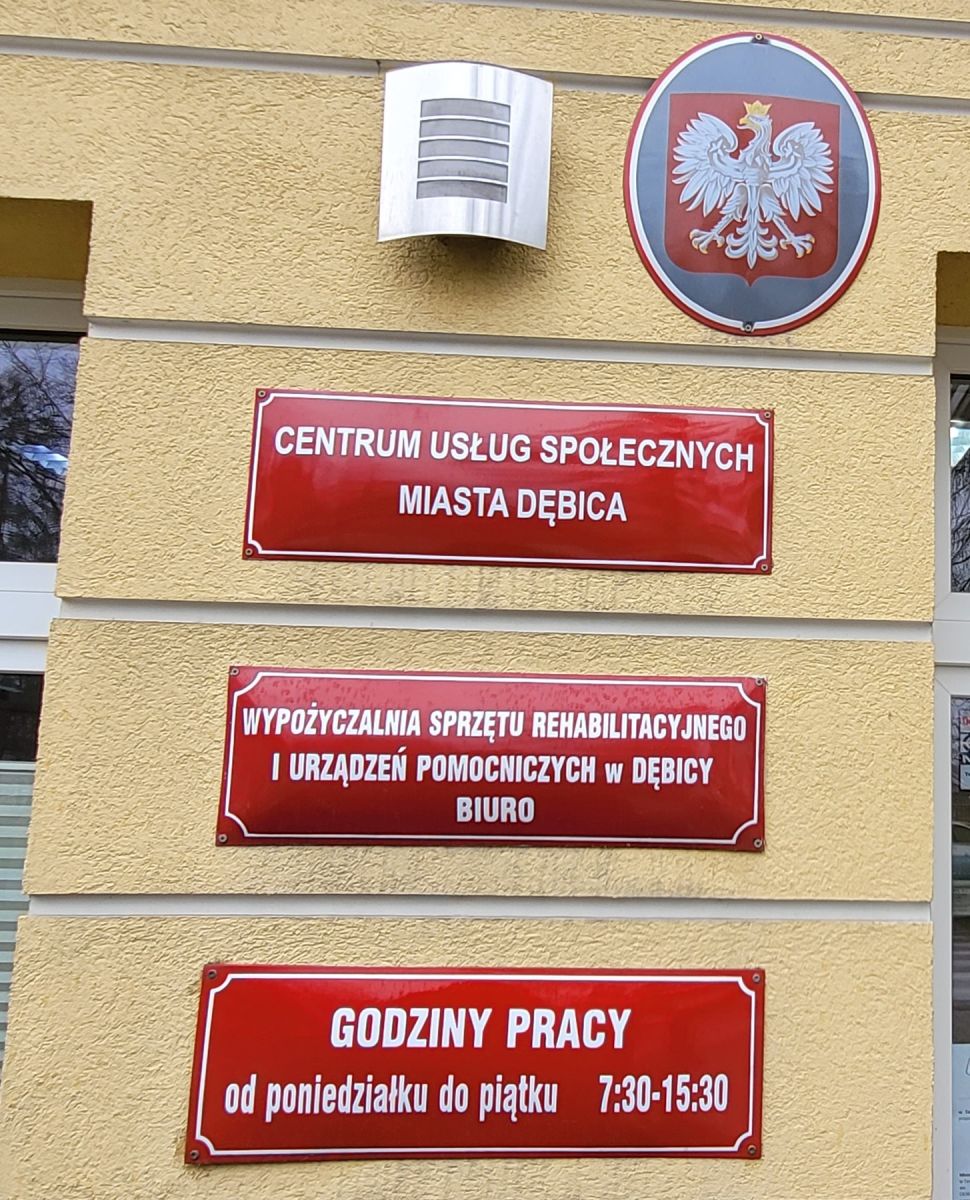 CENTRUM USŁUG SPOŁECZNYCH
MIASTA DĘBICA
WYPOŻYCZALNIA SPRZĘTU REHABILITACYJNEGO
I URZĄDZEŃ POMOCNICZYCH w DĘBICY
BIURO
GODZINY PRACY
od poniedziałku do piątku 7:30-15:30